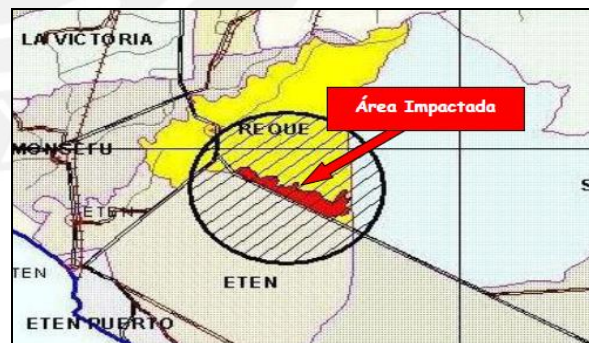 LA VICTORIA
Área Impactada
REQUE
MONSEFU
ETEN
S
TEN
ETEN
ETEN PUERTO